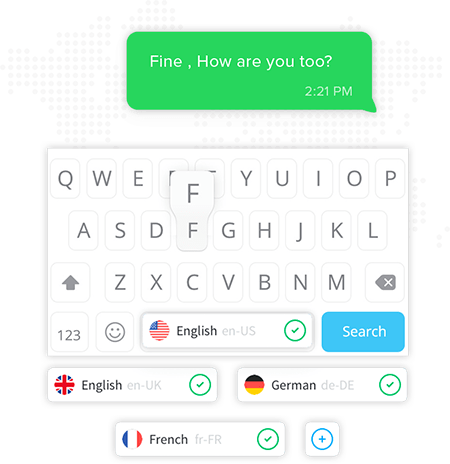 Fine , How are you too?
2:21 PM
Q W E Y U I O P
F
A S D F G H J K L
Z X C V B N M
123 English en-US Search
English en-UK German de-DE
French fr-FR